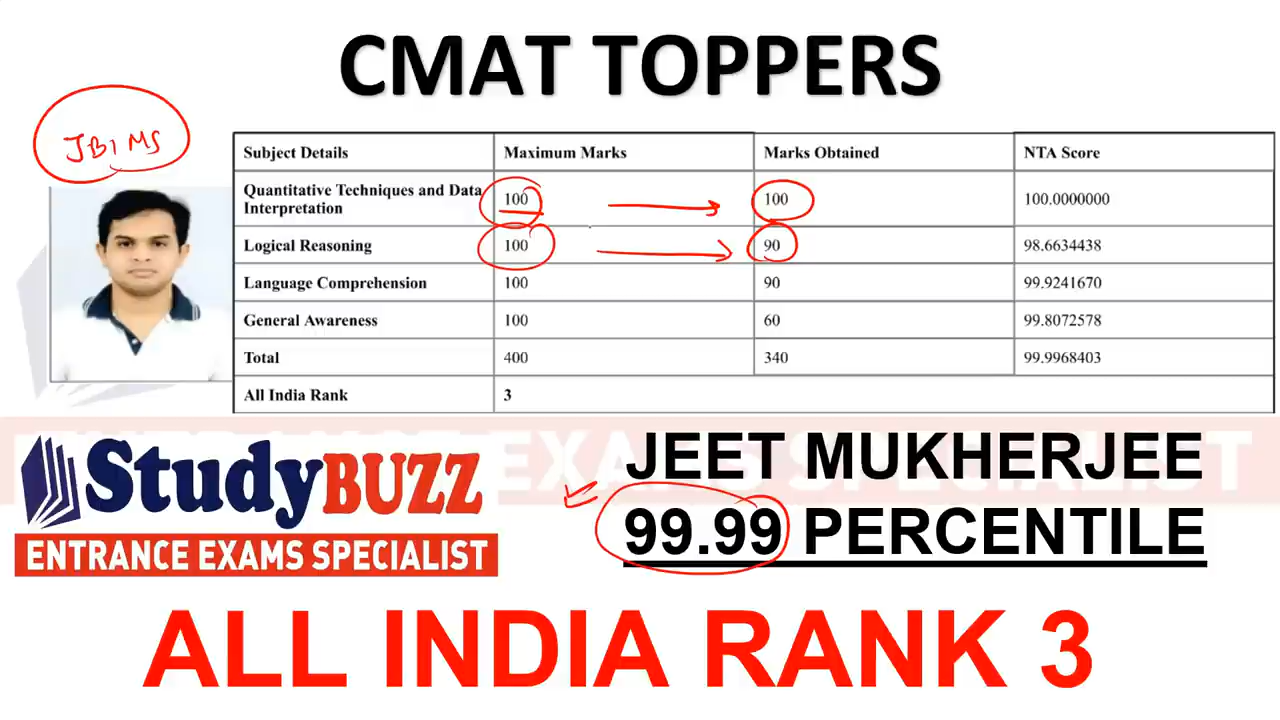 CMAT TOPPERS
JBIMS
Subject Details Maximum Marks Marks Obtained NTA Score
Quantitative Techniques and Data Interpretation 100 100 100.0000000
Logical Reasoning 100 90 98.6634438
Language Comprehension 100 90 99.9241670
General Awareness 100 60 99.8072578
Total 400 340 99.9968403
All India Rank 3
StudyBUZZ
ENTRANCE EXAMS SPECIALIST
JEET MUKHERJEE
99.99 PERCENTILE
ALL INDIA RANK 3